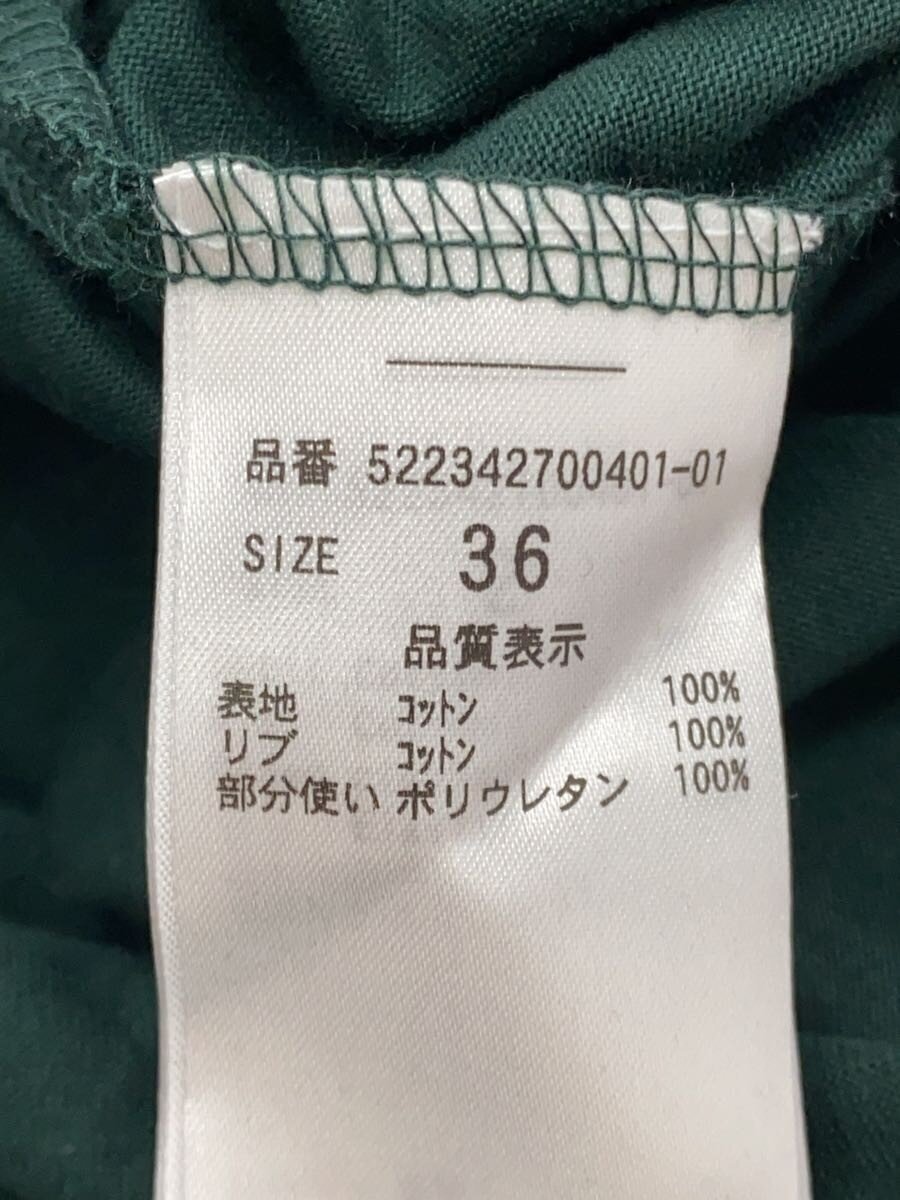 品番 522342700401-01
SIZE 36
品質表示
表地 コットン 100%
リブ コットン 100%
部分使い ポリウレタン 100%